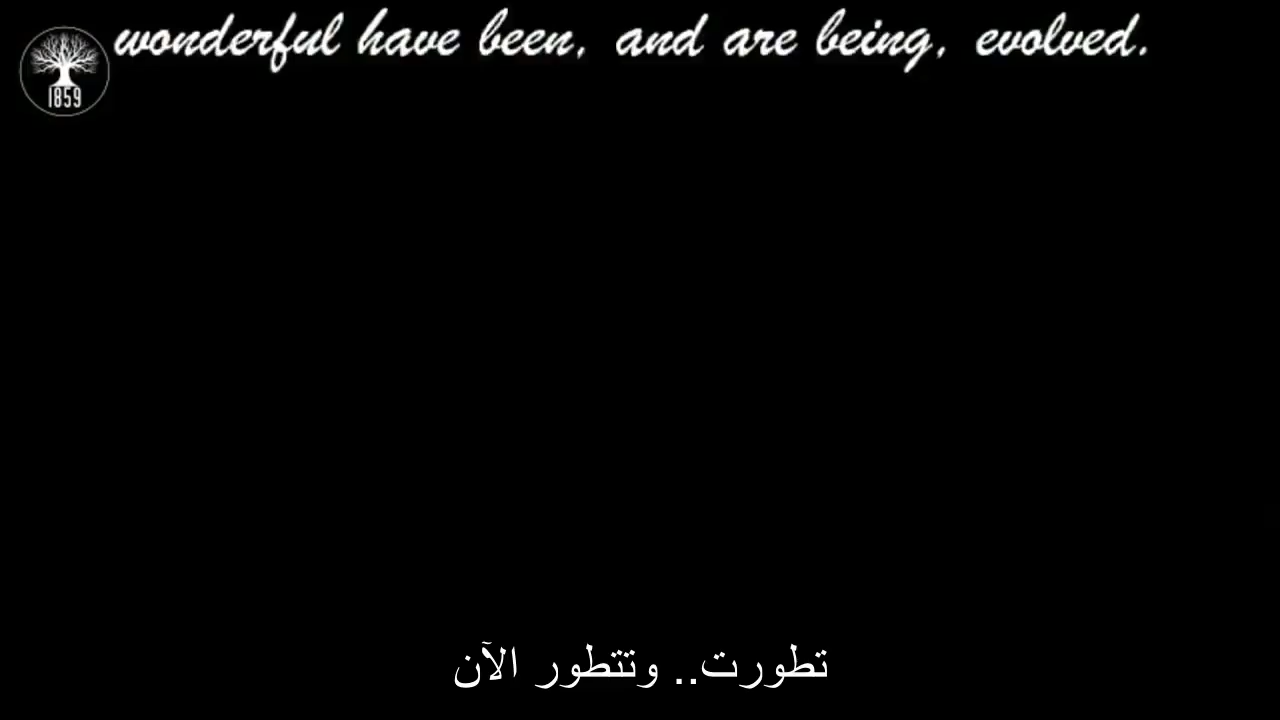 wonderful have been, and are being, evolved.
1859
تطورت.. وتتطور الآن